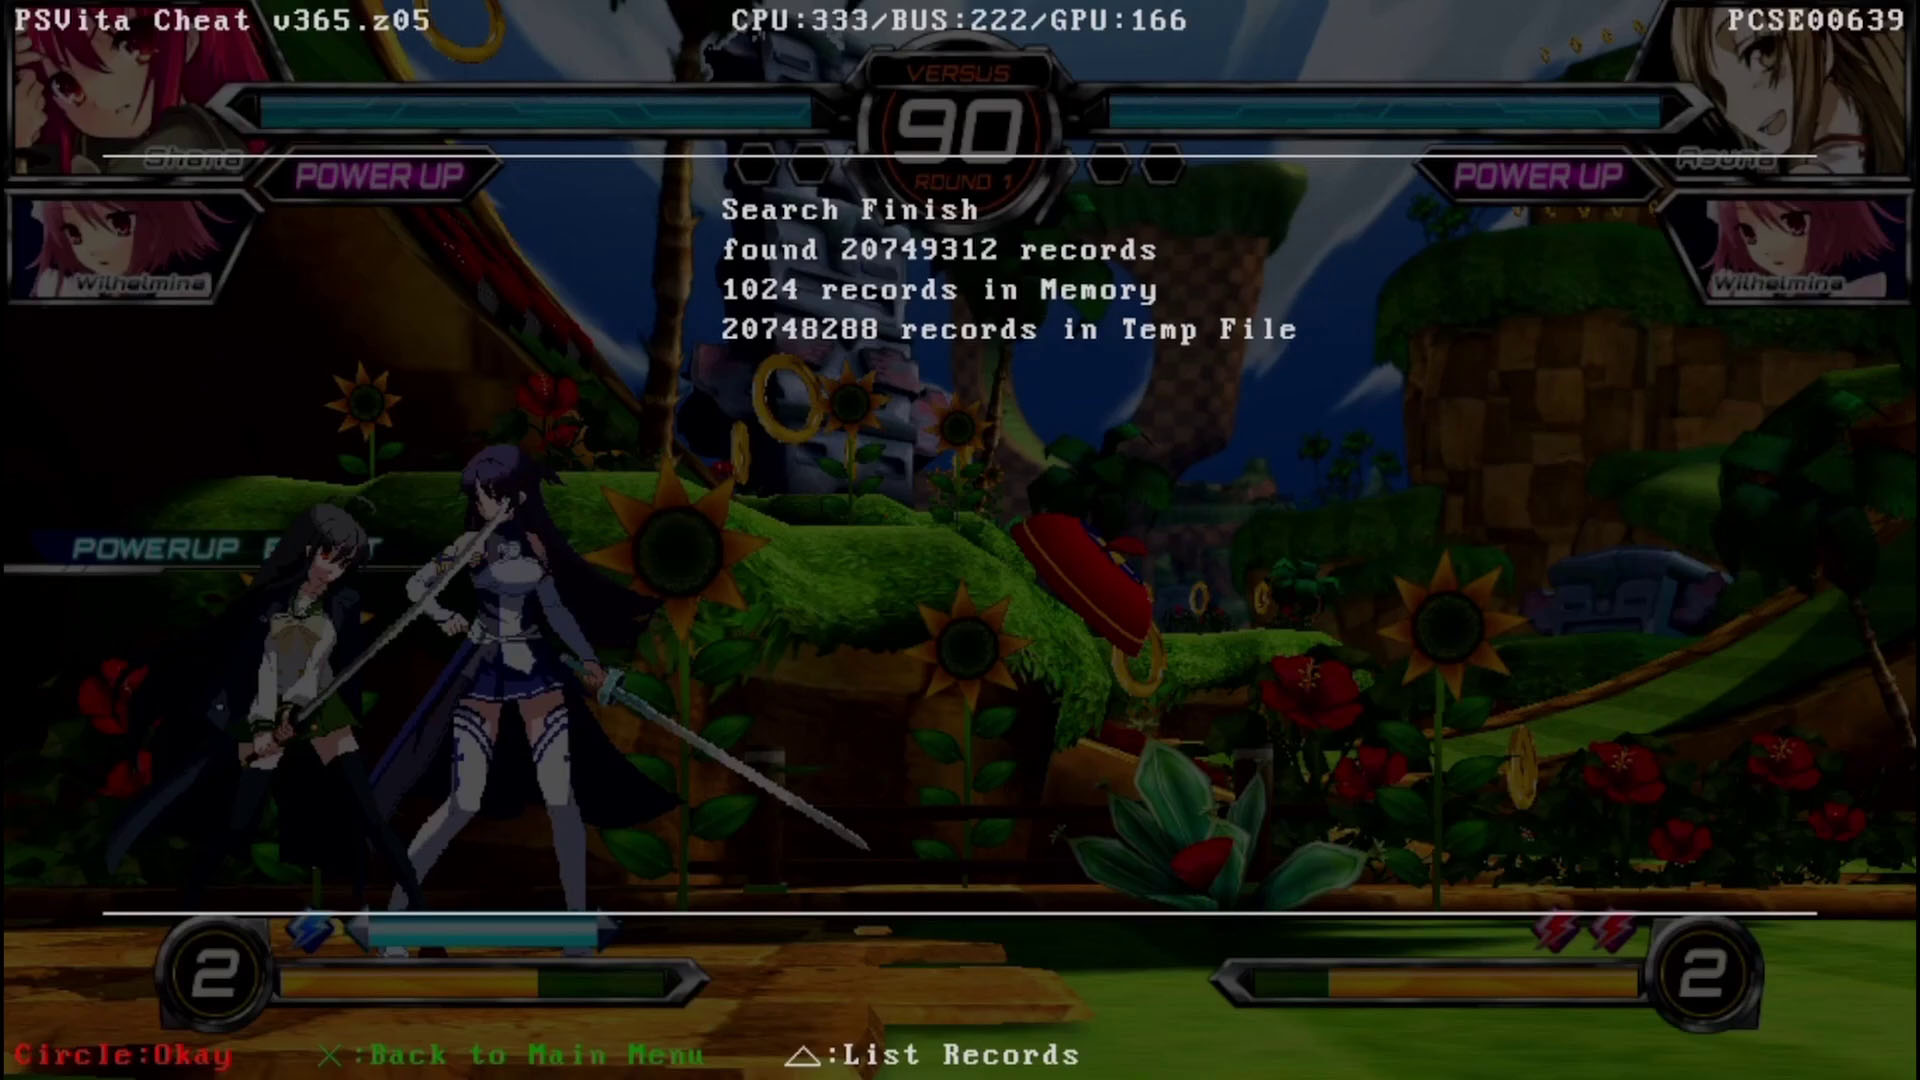 PSVita Cheat v365.z05 CPU:333/BUS:222/GPU:166 PCSE00639
VERSUS
90
ROUND 1
Shana
Asuna
POWER UP
POWER UP
Wilhelmina
Wilhelmina
Search Finish
found 20749312 records
1024 records in Memory
20748288 records in Temp File
POWERUP
2
2
Circle:Okay X:Back to Main Menu △:List Records